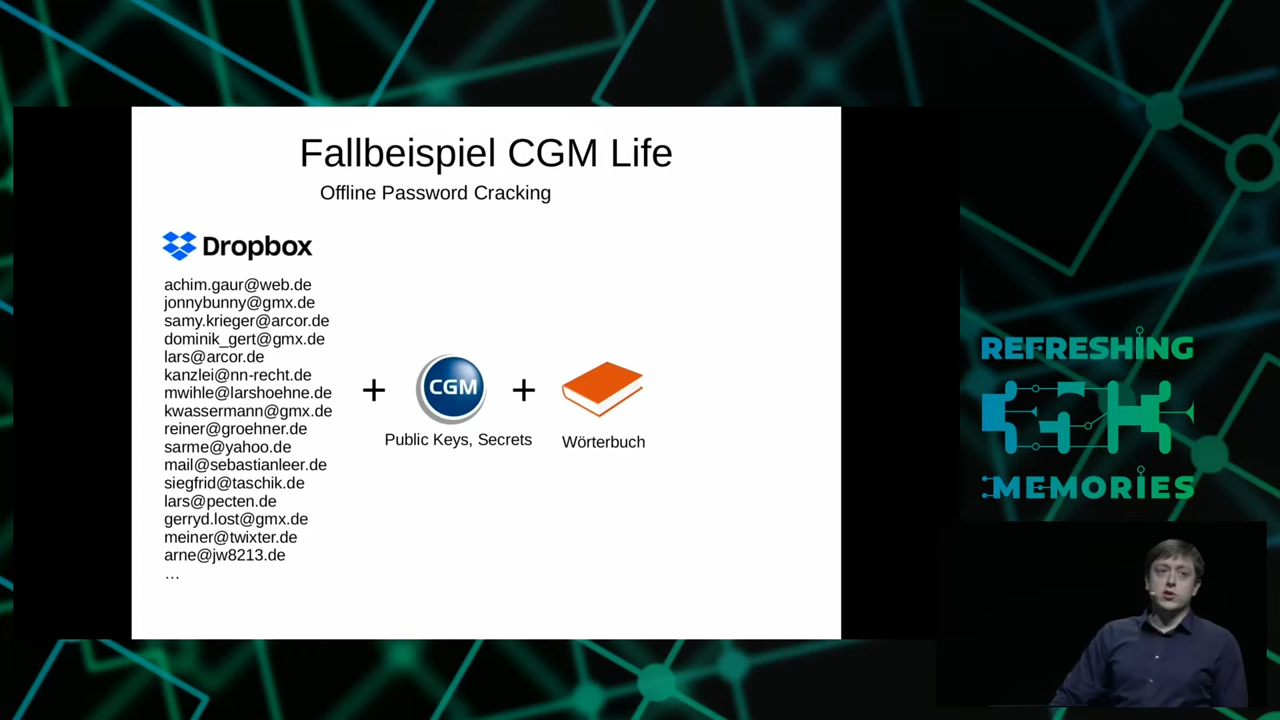 Fallbeispiel CGM Life
Offline Password Cracking
Dropbox
achim.gaur@web.de
jonnybunny@gmx.de
samy.krieger@arcor.de
dominik_gert@gmx.de
lars@arcor.de
kanzlei@nn-recht.de
mwihle@larshoehne.de
kwassermann@gmx.de
reiner@groehner.de
sarme@yahoo.de
mail@sebastianleer.de
siegfrid@taschik.de
lars@pecten.de
gerryd.lost@gmx.de
meiner@twixter.de
arne@jw8213.de
…
+
CGM
Public Keys, Secrets
+
Wörterbuch
REFRESHING
35C3
MEMORIES